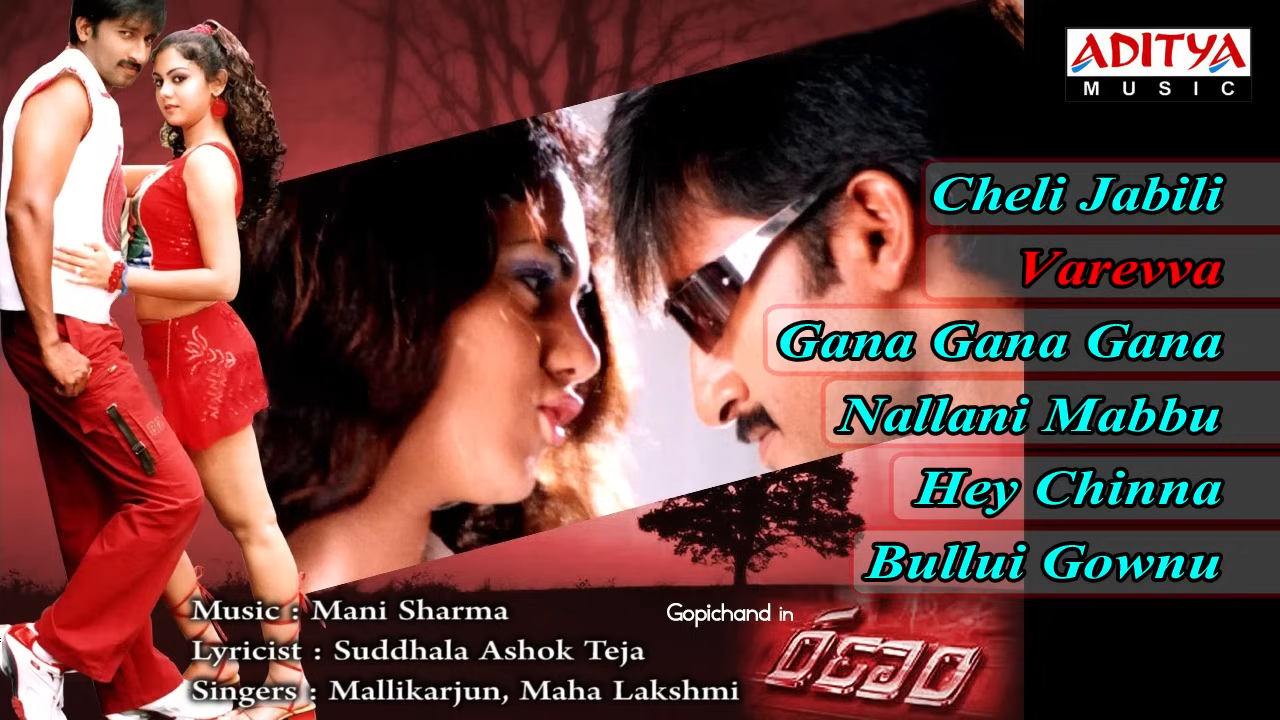 ADITYA
MUSIC
Cheli Jabili
Varevva
Gana Gana Gana
Nallani Mabbu
Hey Chinna
Bullui Gownu
Music : Mani Sharma
Lyricist : Suddhala Ashok Teja
Singers : Mallikarjun, Maha Lakshmi
Gopichand in
రణం